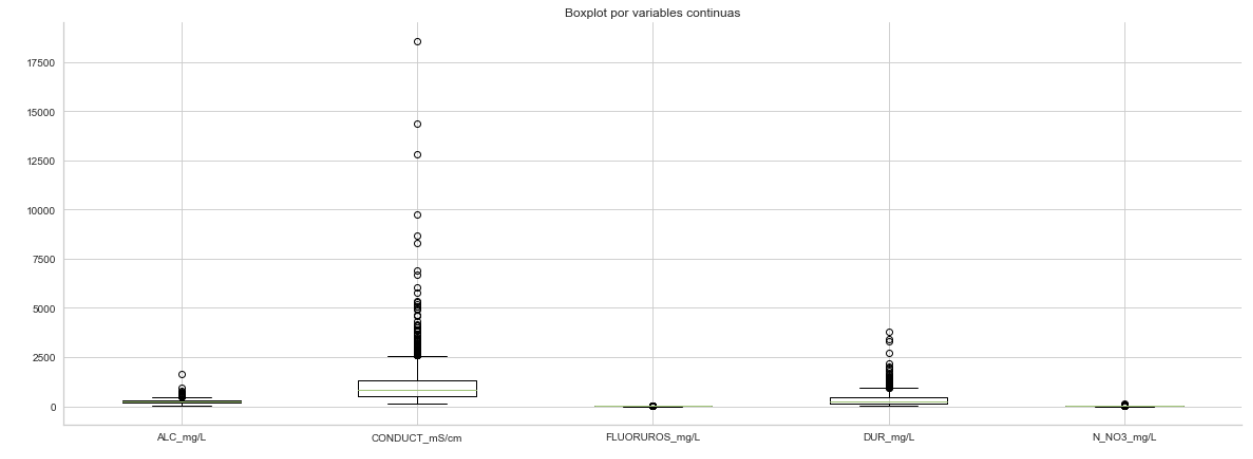 Boxplot por variables continuas
17500
15000
12500
10000
7500
5000
2500
0
ALC_mg/L
CONDUCT_mS/cm
FLUORUROS_mg/L
DUR_mg/L
N_NO3_mg/L